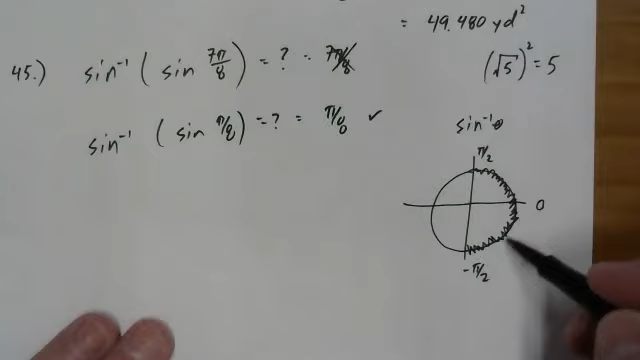 = 49.480 yd²
45.) sin⁻¹ ( sin 7π/8 ) = ? = 7π/8
(√5)² = 5
sin⁻¹ ( sin π/8 ) = ? = π/8 ✓
sin⁻¹θ
π/2
0
-π/2